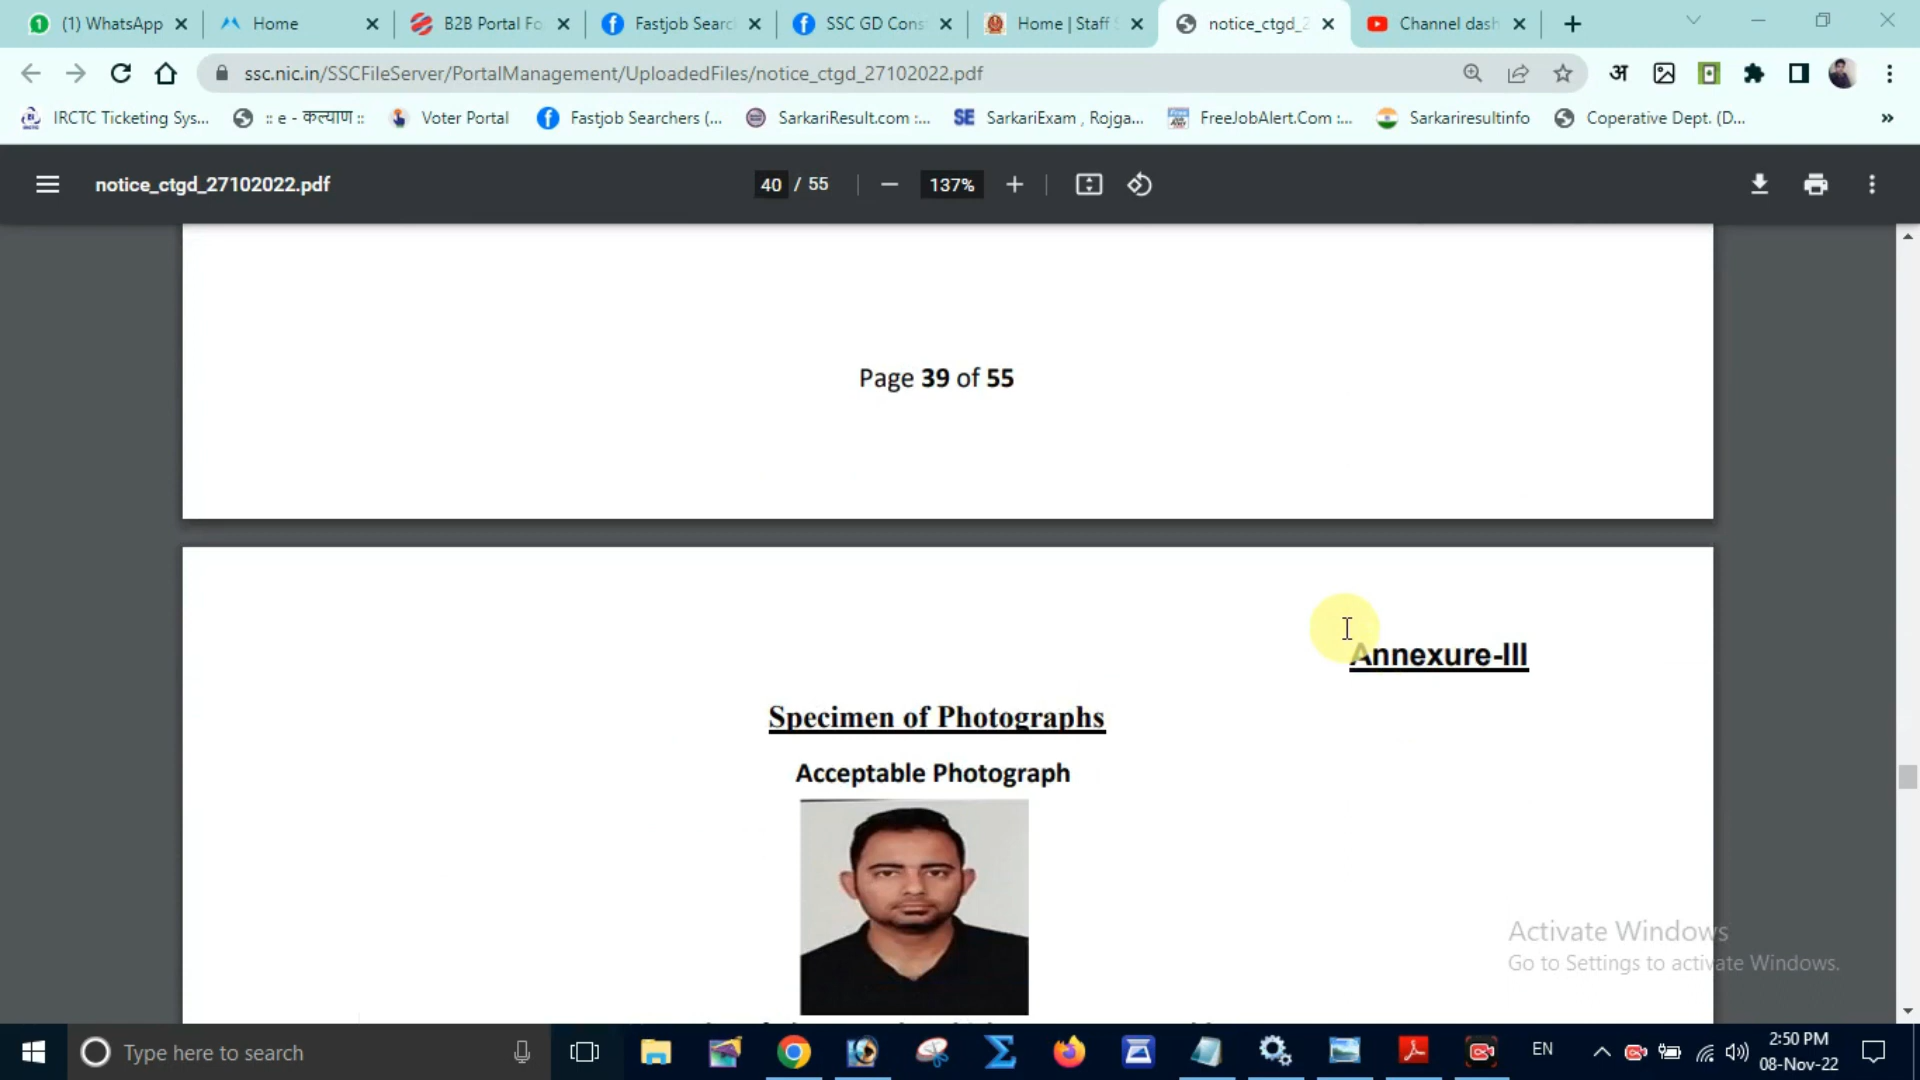 (1) WhatsApp
Home
B2B Portal Fo
Fastjob Searc
SSC GD Cons
Home | Staff S
notice_ctgd_2
Channel dash
ssc.nic.in/SSCFileServer/PortalManagement/UploadedFiles/notice_ctgd_27102022.pdf
अ
IRCTC Ticketing Sys...
:: e - कल्याण ::
Voter Portal
Fastjob Searchers (...
SarkariResult.com :...
SE SarkariExam , Rojga...
FreeJobAlert.Com :...
Sarkariresultinfo
Coperative Dept. (D...
»
notice_ctgd_27102022.pdf
40 / 55
137%
Page 39 of 55
Annexure-III
Specimen of Photographs
Acceptable Photograph
Activate Windows
Go to Settings to activate Windows.
Type here to search
EN
2:50 PM
08-Nov-22